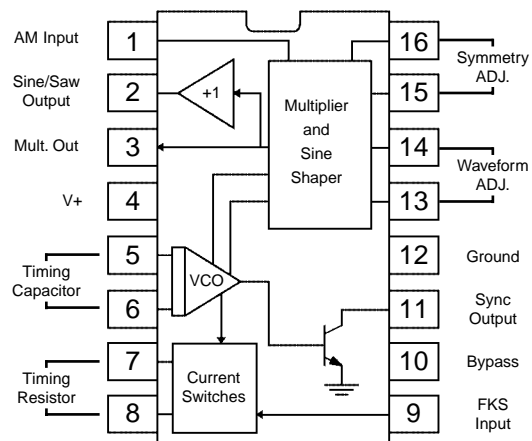 AM Input
1
16
Symmetry
ADJ.
Sine/Saw
Output
2
+1
15
Multiplier
and
Sine
Shaper
Mult. Out
3
14
Waveform
ADJ.
V+
4
13
Timing
Capacitor
5
6
VCO
12
Ground
11
Sync
Output
Timing
Resistor
7
8
Current
Switches
10
Bypass
9
FKS
Input